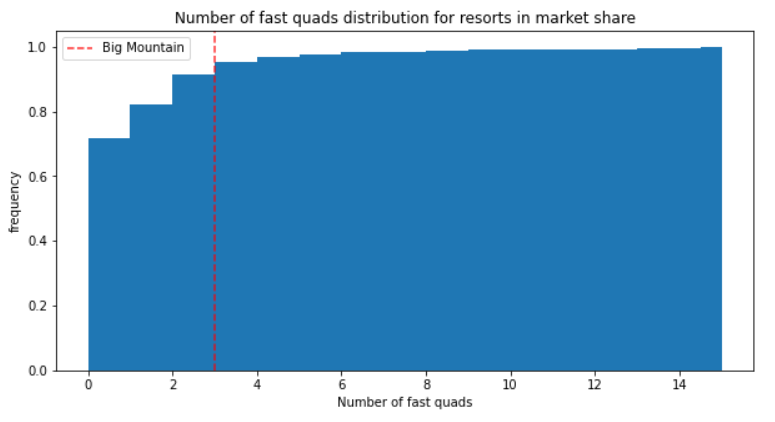 Number of fast quads distribution for resorts in market share
Big Mountain
frequency
1.0
0.8
0.6
0.4
0.2
0.0
0 2 4 6 8 10 12 14
Number of fast quads